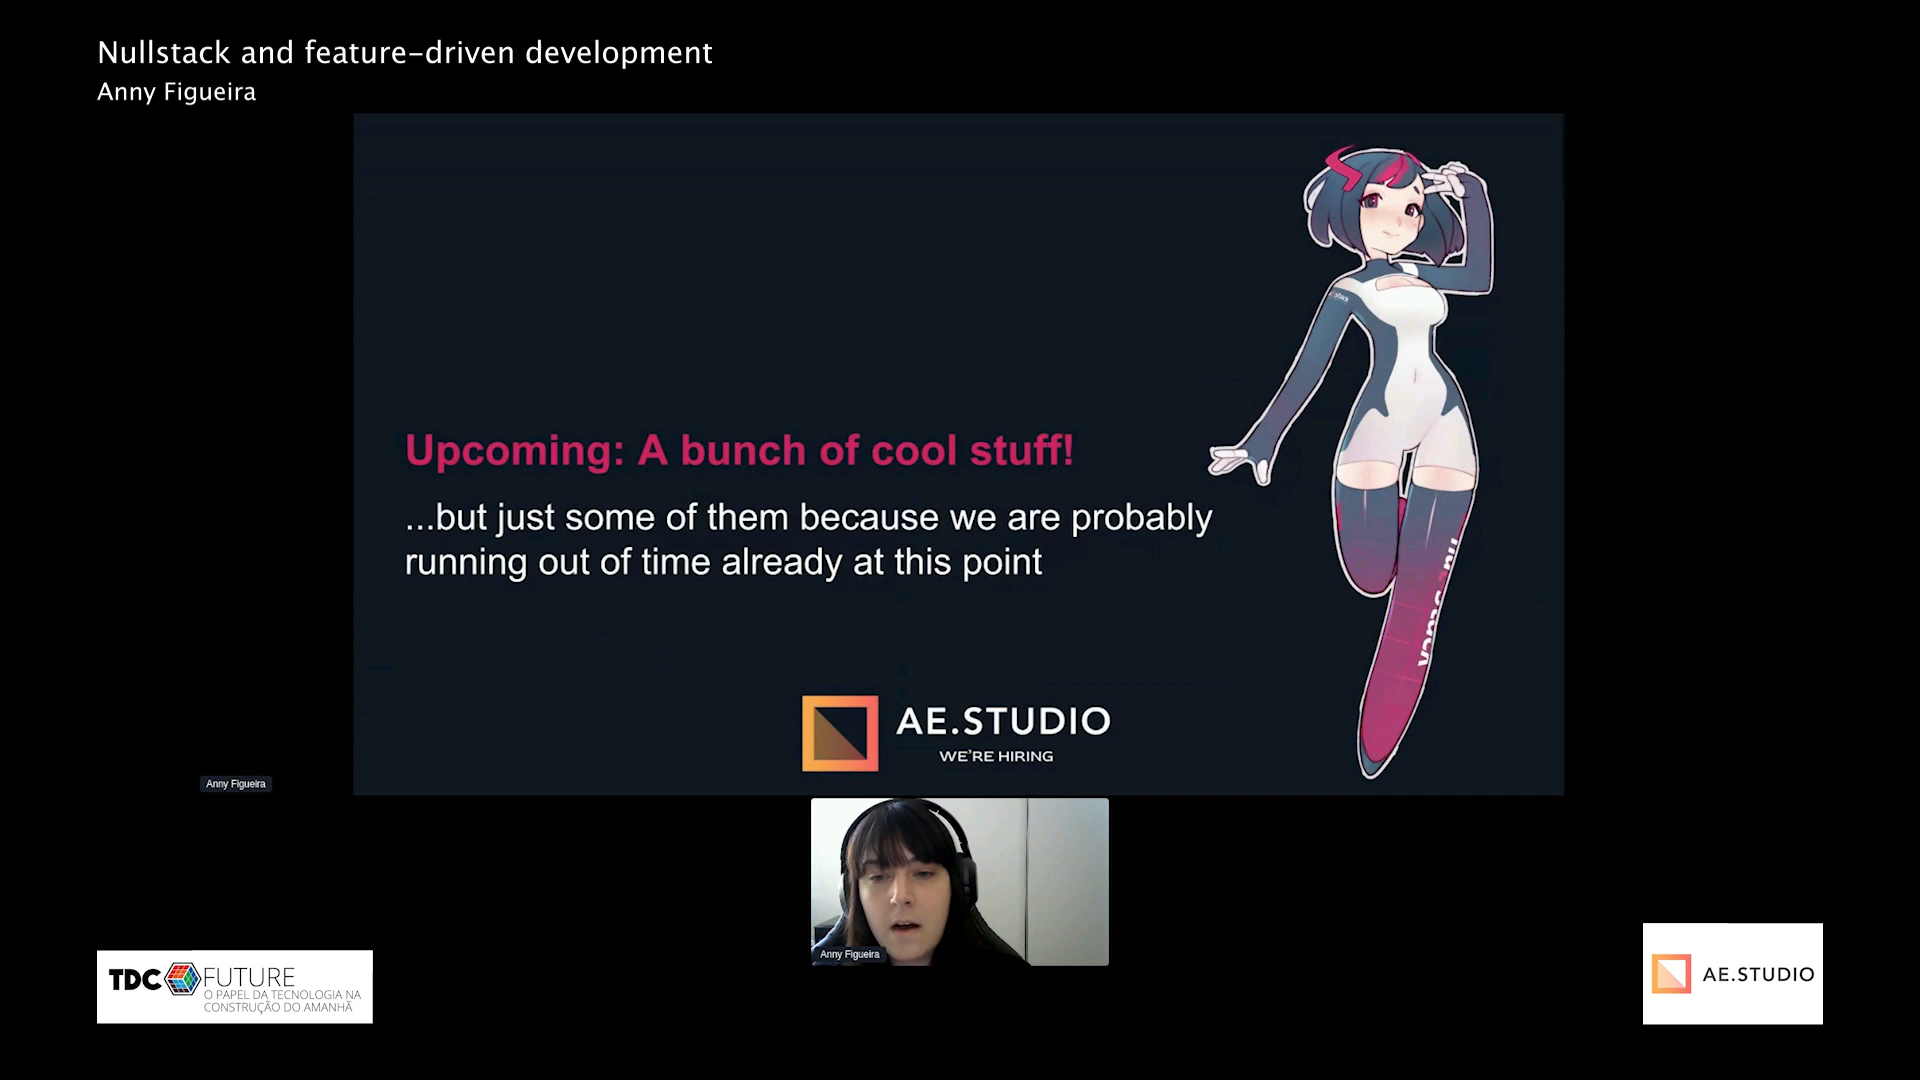 Nullstack and feature-driven development
Anny Figueira
Upcoming: A bunch of cool stuff!
...but just some of them because we are probably
running out of time already at this point
nullstack
AE.STUDIO
WE'RE HIRING
Anny Figueira
Anny Figueira
TDC FUTURE
O PAPEL DA TECNOLOGIA NA
CONSTRUÇÃO DO AMANHÃ
AE.STUDIO